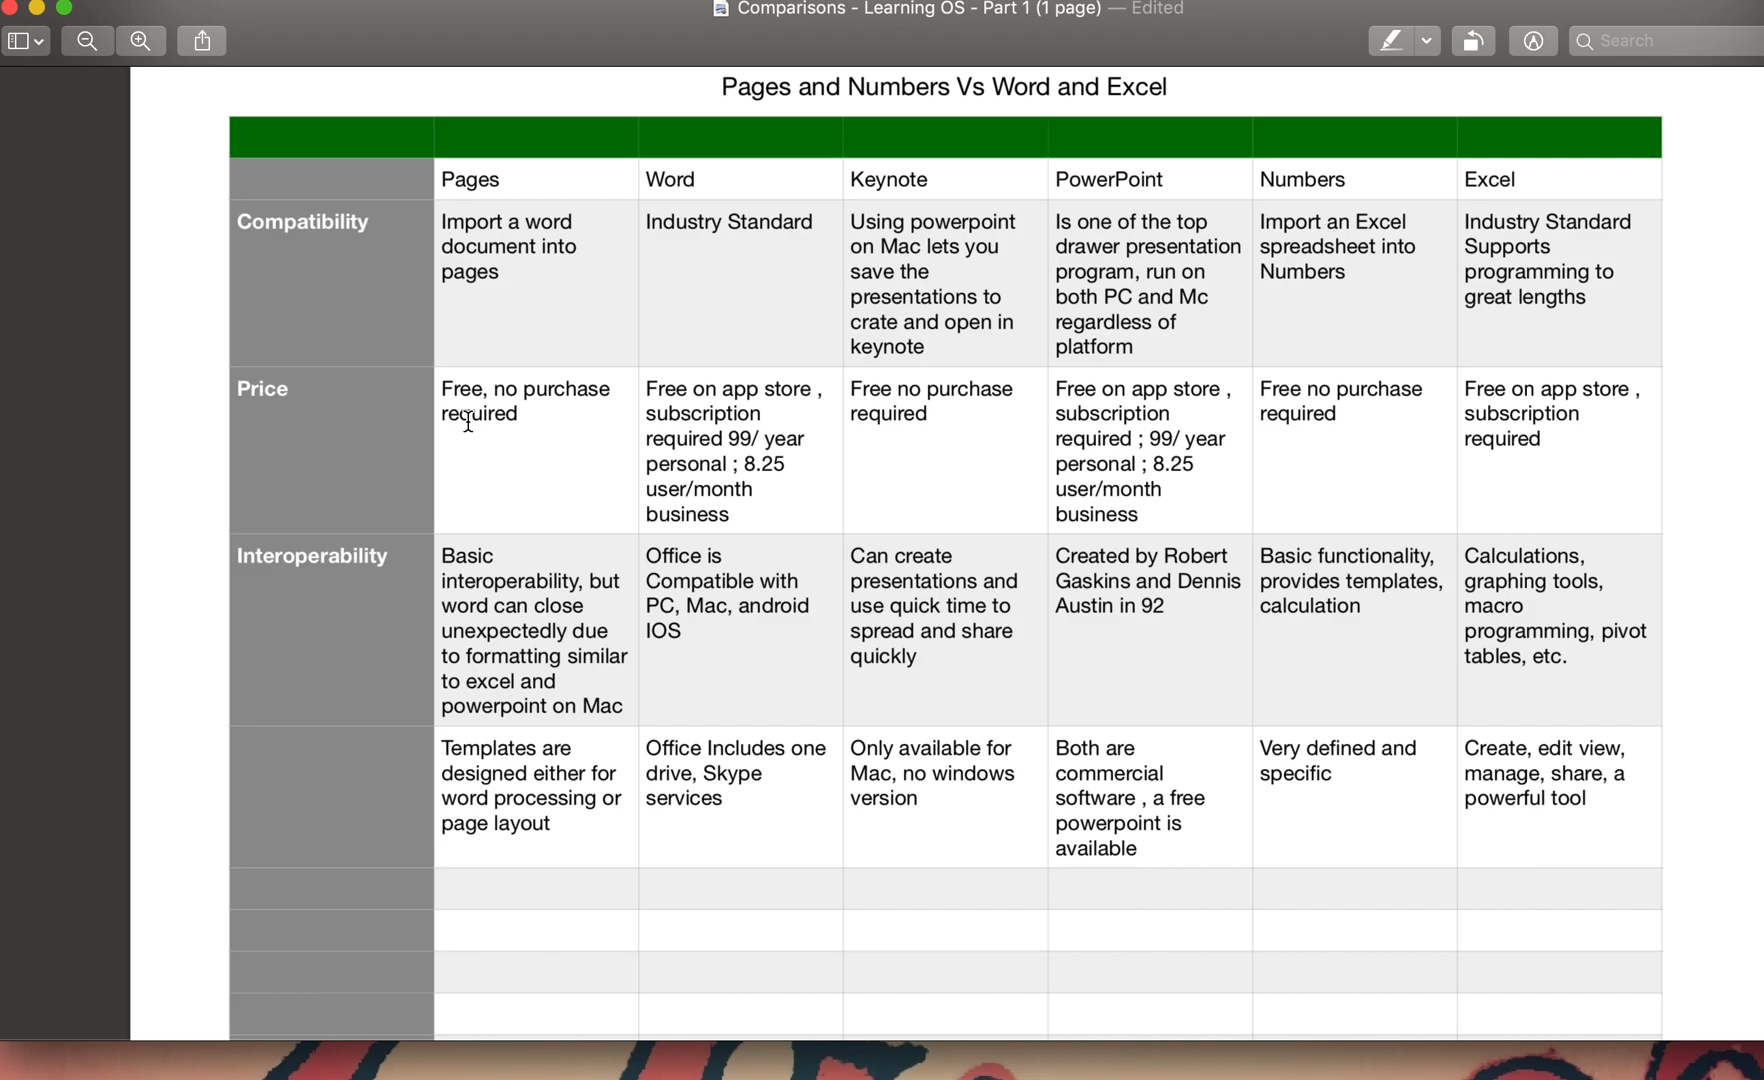 Comparisons - Learning OS - Part 1 (1 page) — Edited
Search
Pages and Numbers Vs Word and Excel
Pages
Word
Keynote
PowerPoint
Numbers
Excel
Compatibility
Import a word
document into
pages
Industry Standard
Using powerpoint
on Mac lets you
save the
presentations to
crate and open in
keynote
Is one of the top
drawer presentation
program, run on
both PC and Mc
regardless of
platform
Import an Excel
spreadsheet into
Numbers
Industry Standard
Supports
programming to
great lengths
Price
Free, no purchase
required
Free on app store ,
subscription
required 99/ year
personal ; 8.25
user/month
business
Free no purchase
required
Free on app store ,
subscription
required ; 99/ year
personal ; 8.25
user/month
business
Free no purchase
required
Free on app store ,
subscription
required
Interoperability
Basic
interoperability, but
word can close
unexpectedly due
to formatting similar
to excel and
powerpoint on Mac
Office is
Compatible with
PC, Mac, android
IOS
Can create
presentations and
use quick time to
spread and share
quickly
Created by Robert
Gaskins and Dennis
Austin in 92
Basic functionality,
provides templates,
calculation
Calculations,
graphing tools,
macro
programming, pivot
tables, etc.
Templates are
designed either for
word processing or
page layout
Office Includes one
drive, Skype
services
Only available for
Mac, no windows
version
Both are
commercial
software , a free
powerpoint is
available
Very defined and
specific
Create, edit view,
manage, share, a
powerful tool